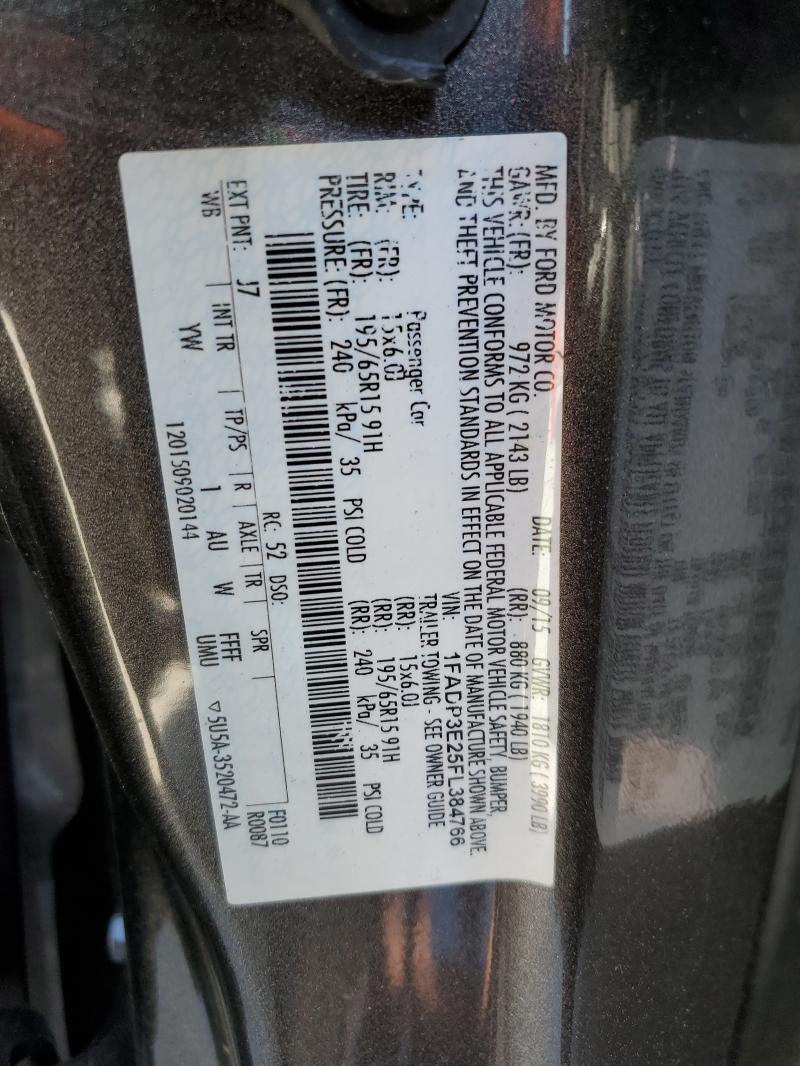 MFD. BY FORD MOTOR CO. DATE: 09/15 GVWR: 1810 KG ( 3990 LB)
GAWR: (FR): 972 KG ( 2143 LB) (RR): 880 KG ( 1940 LB)
THIS VEHICLE CONFORMS TO ALL APPLICABLE FEDERAL MOTOR VEHICLE SAFETY, BUMPER,
AND THEFT PREVENTION STANDARDS IN EFFECT ON THE DATE OF MANUFACTURE SHOWN ABOVE.
VIN: 1FADP3E25FL384766
TYPE: Passenger Car TRAILER TOWING - SEE OWNER GUIDE
RIM: (FR): 15x6.0J (RR): 15x6.0J
TIRE: (FR): 195/65R15 91H (RR): 195/65R15 91H
PRESSURE: (FR): 240 kPa/ 35 PSI COLD (RR): 240 kPa/ 35 PSI COLD
RC: 52 DSO: F0110
EXT PNT: J7 R0087
WB INT TR TP/PS R AXLE TR SPR
YW 1 AU W FFFF
UMU
1201509020144 ▽5U5A-3520472-AA